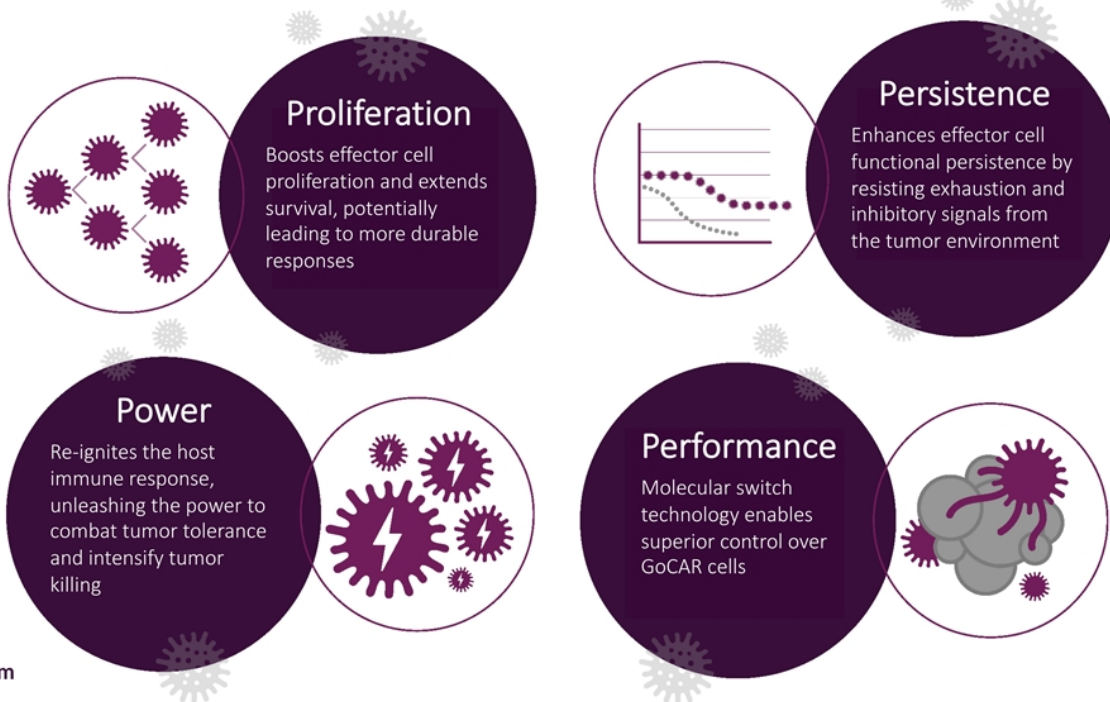 Proliferation
Boosts effector cell
proliferation and extends
survival, potentially
leading to more durable
responses
Persistence
Enhances effector cell
functional persistence by
resisting exhaustion and
inhibitory signals from
the tumor environment
Power
Re-ignites the host
immune response,
unleashing the power to
combat tumor tolerance
and intensify tumor
killing
Performance
Molecular switch
technology enables
superior control over
GoCAR cells